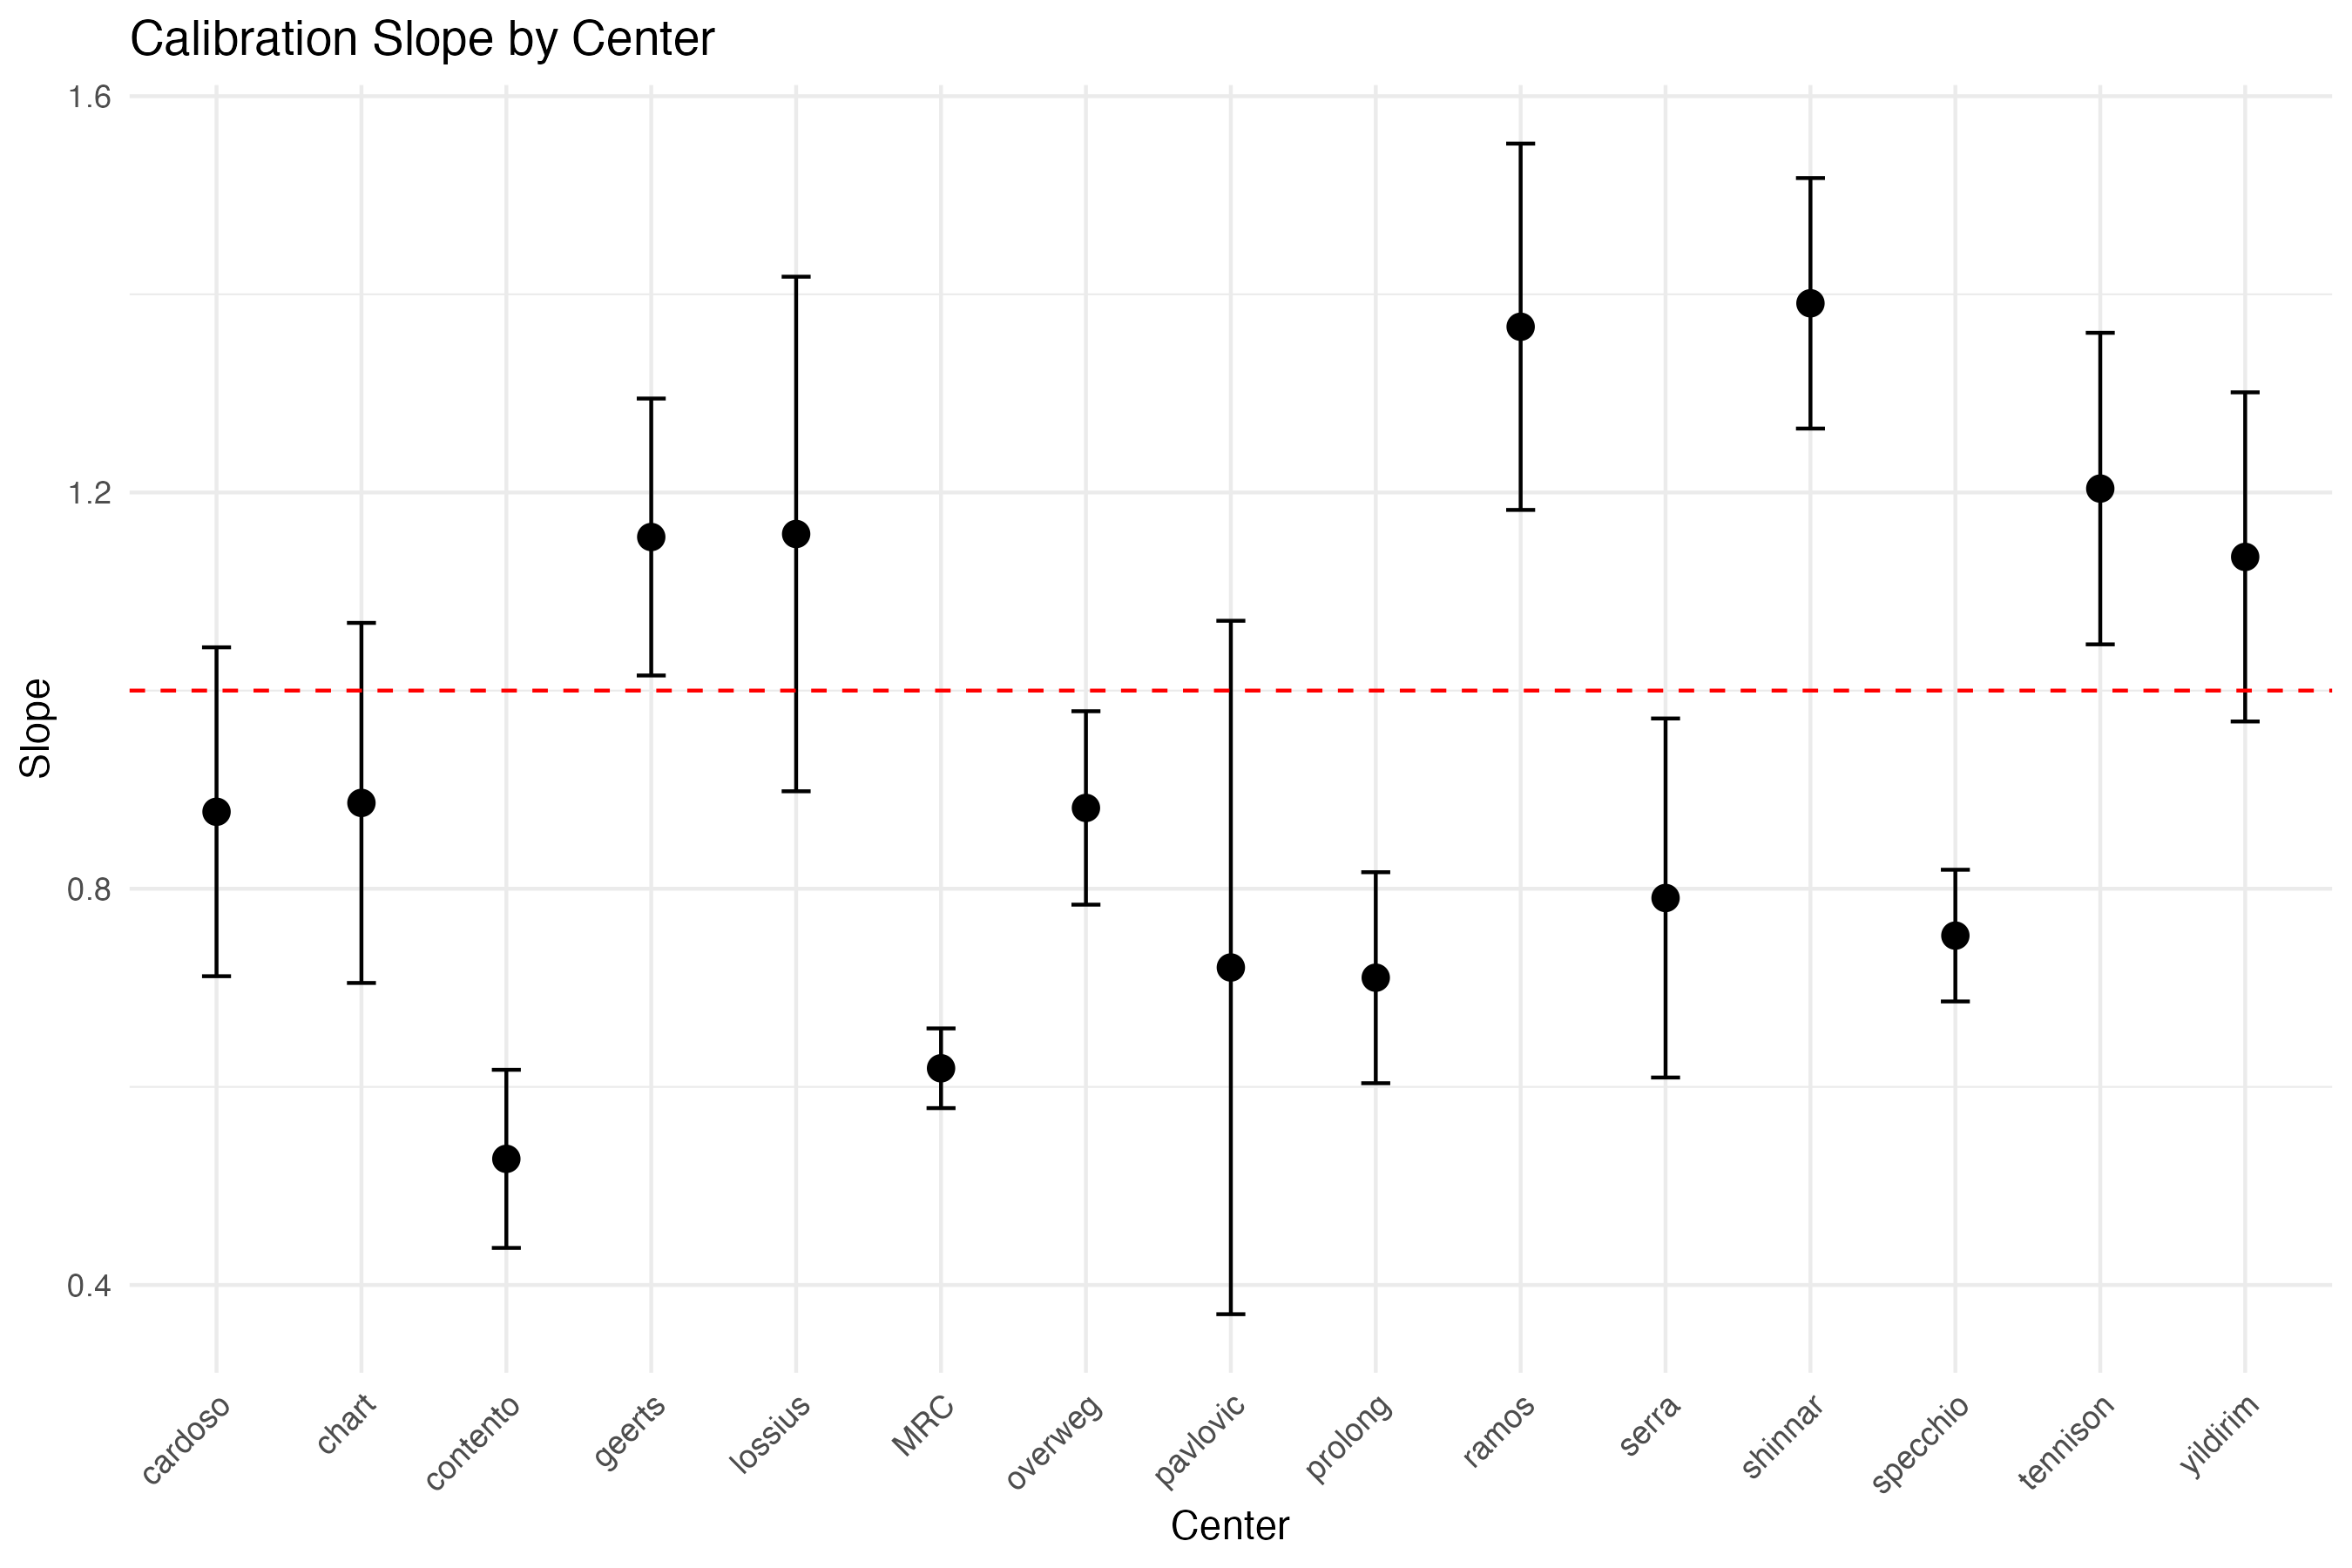 Calibration Slope by Center
1.6
1.2
0.8
0.4
Slope
cardoso
chart
contento
geerts
lossius
MRC
overweg
pavlovic
prolong
ramos
serra
shinnar
specchio
tennison
yildirim
Center